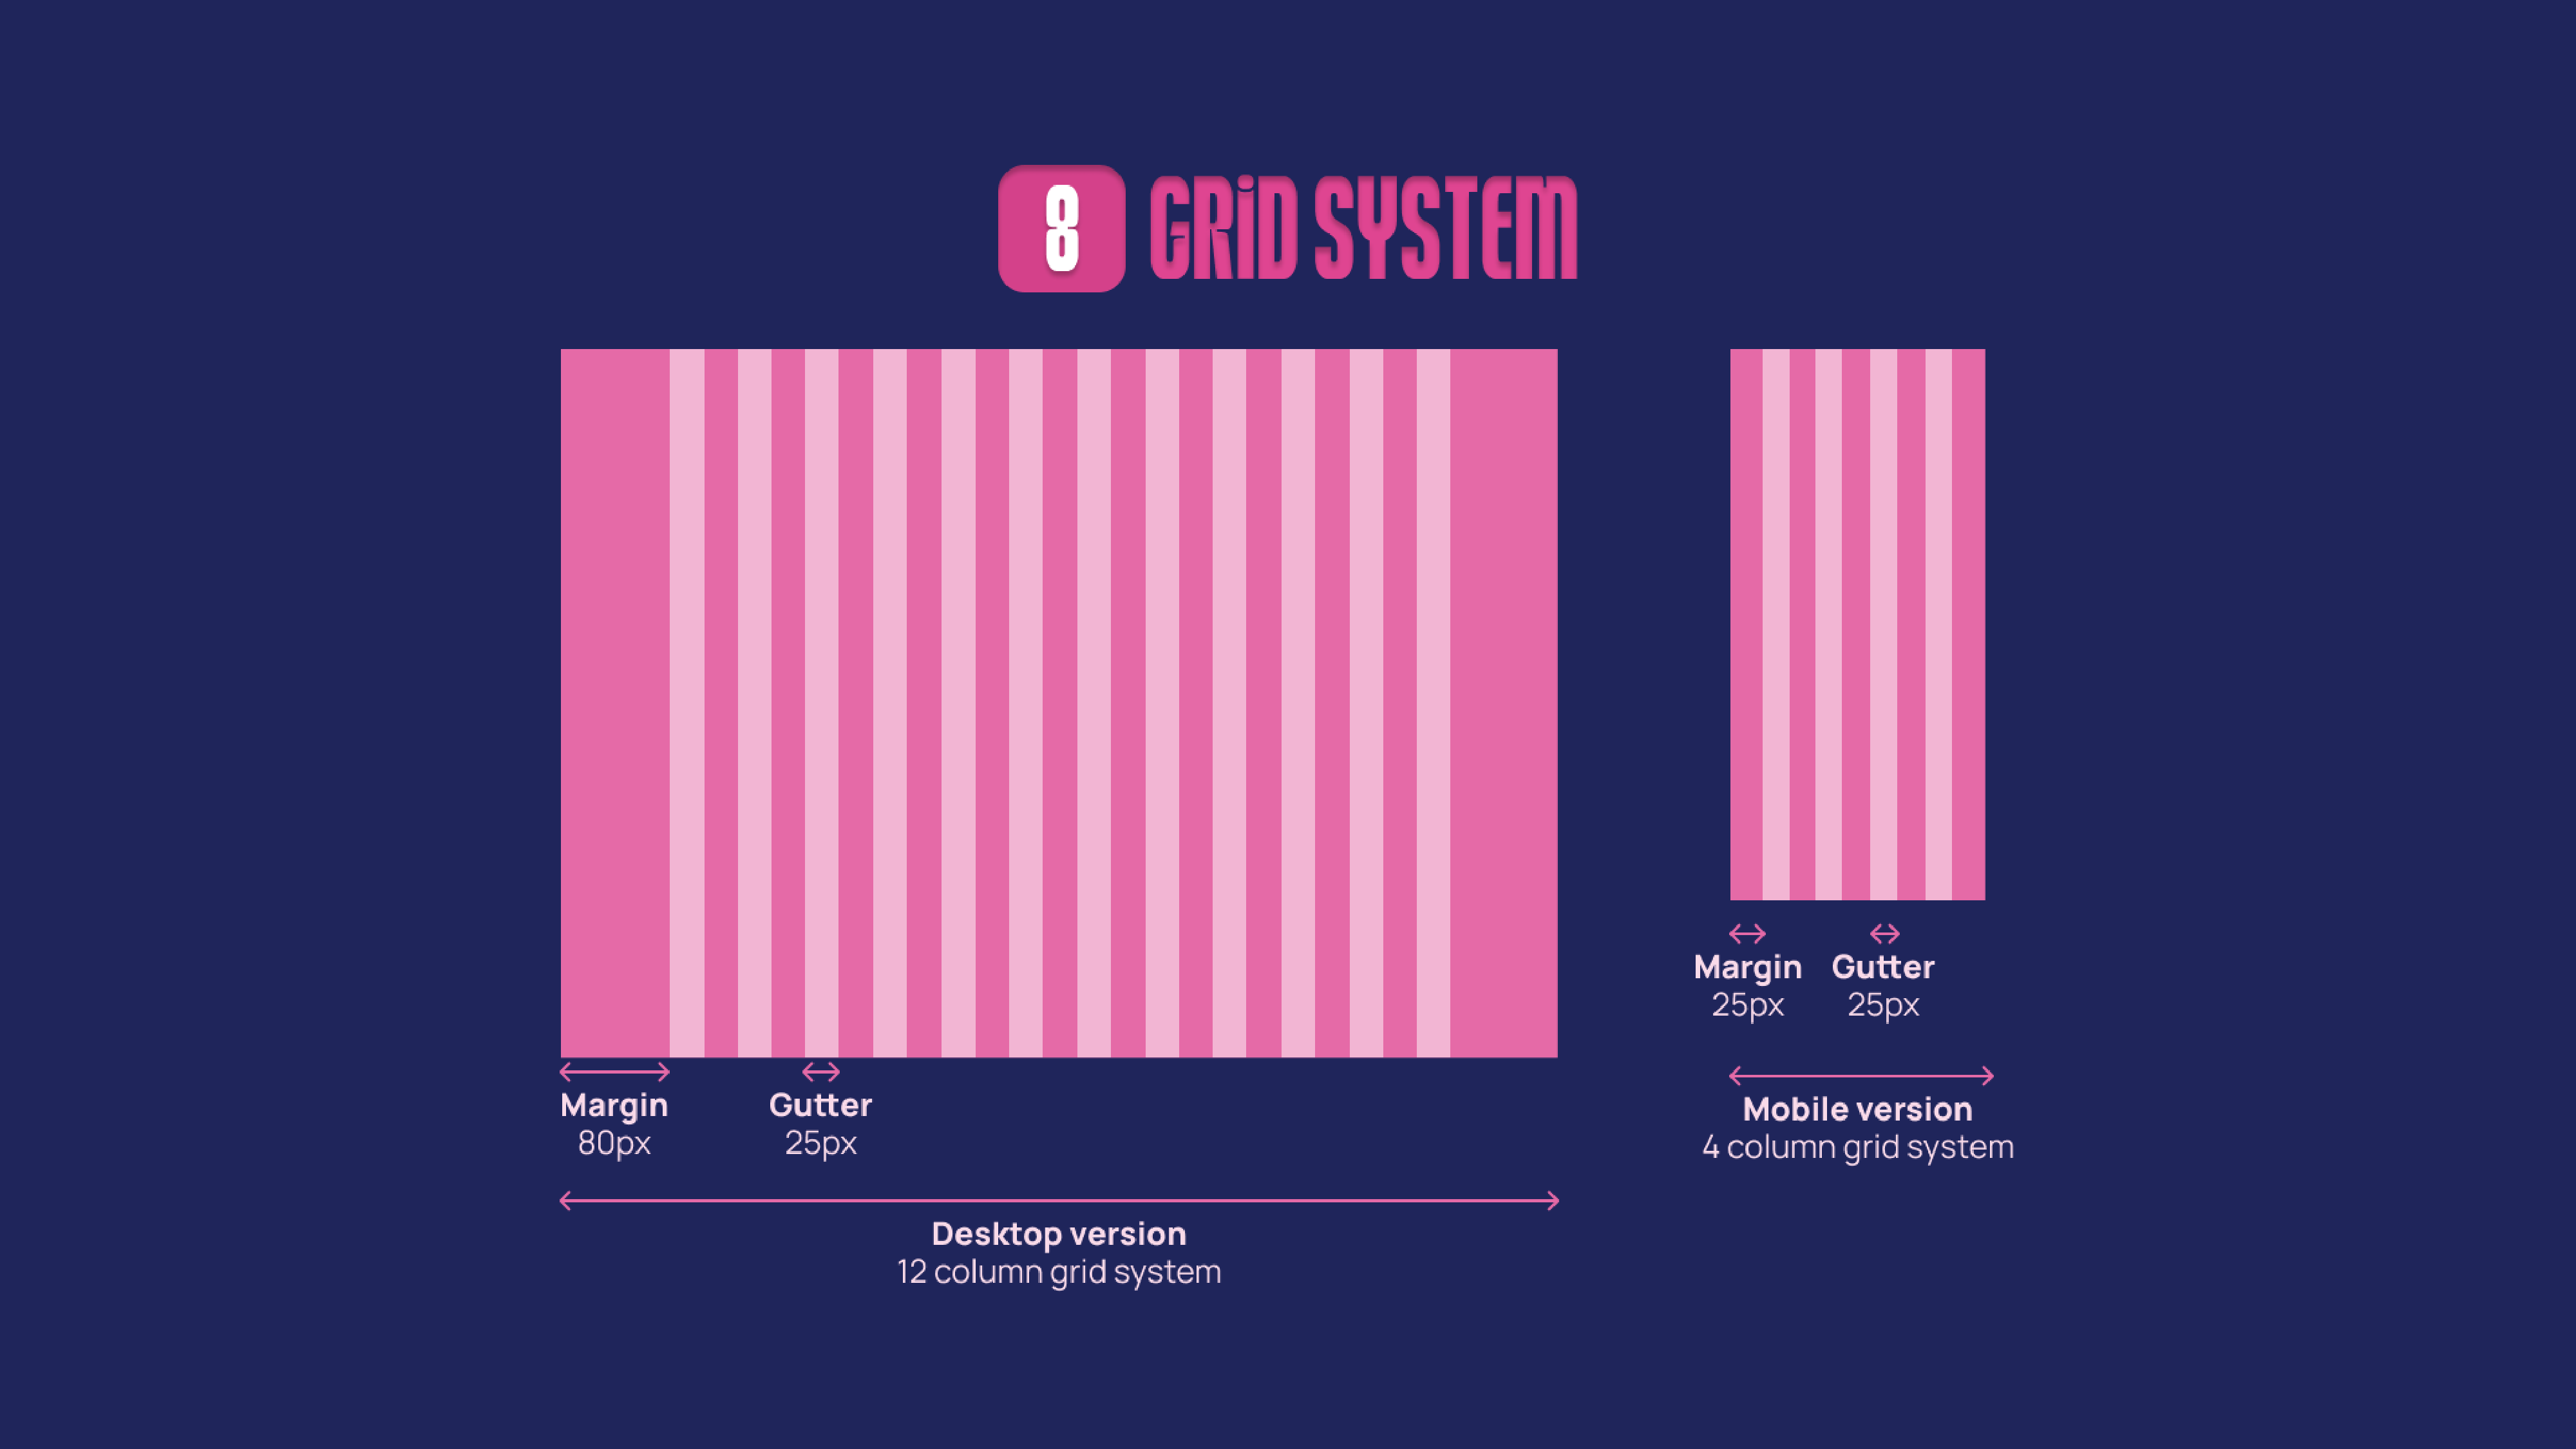 8 GRiD SYSTEM
Margin
80px
Gutter
25px
Desktop version
12 column grid system
Margin
25px
Gutter
25px
Mobile version
4 column grid system